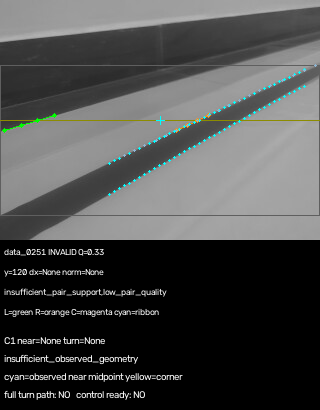 data_0251 INVALID Q=0.33
y=120 dx=None norm=None
insufficient_pair_support,low_pair_quality
L=green R=orange C=magenta cyan=ribbon
C1 near=None turn=None
insufficient_observed_geometry
cyan=observed near midpoint yellow=corner
full turn path: NO control ready: NO